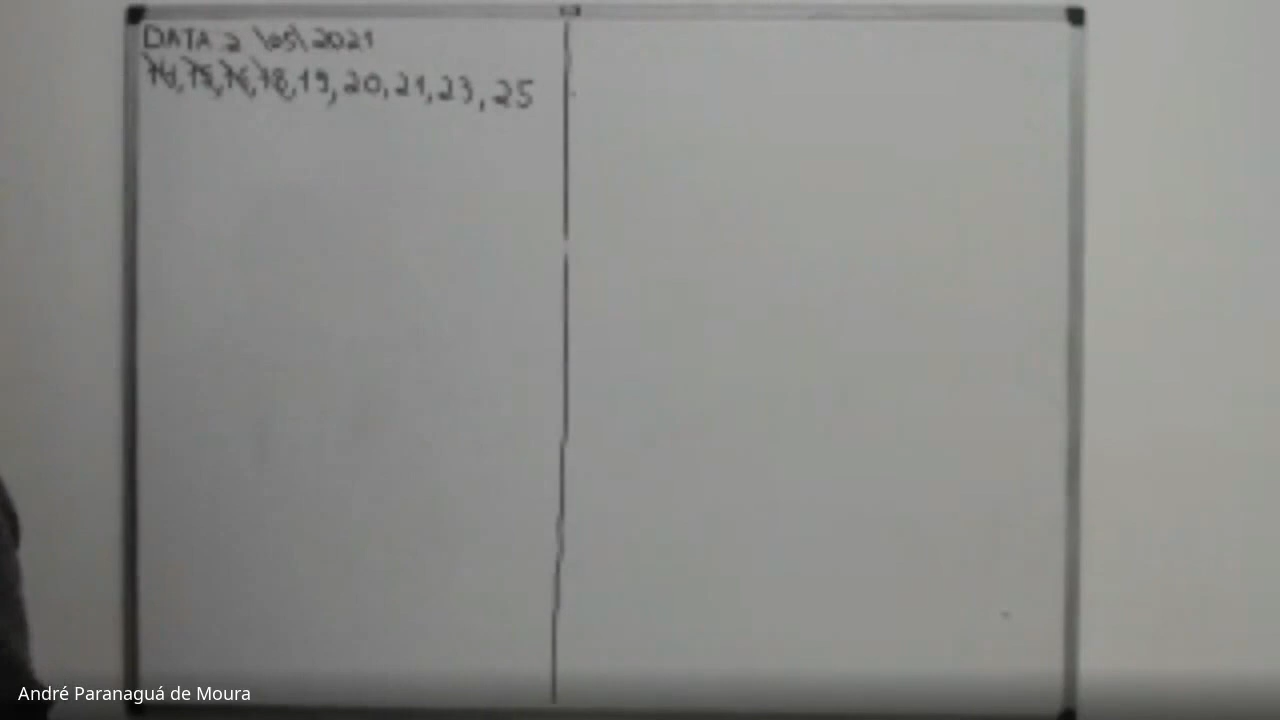 DATA 2 \05\2021
14, 15, 16, 18, 19, 20, 21, 23, 25
André Paranaguá de Moura